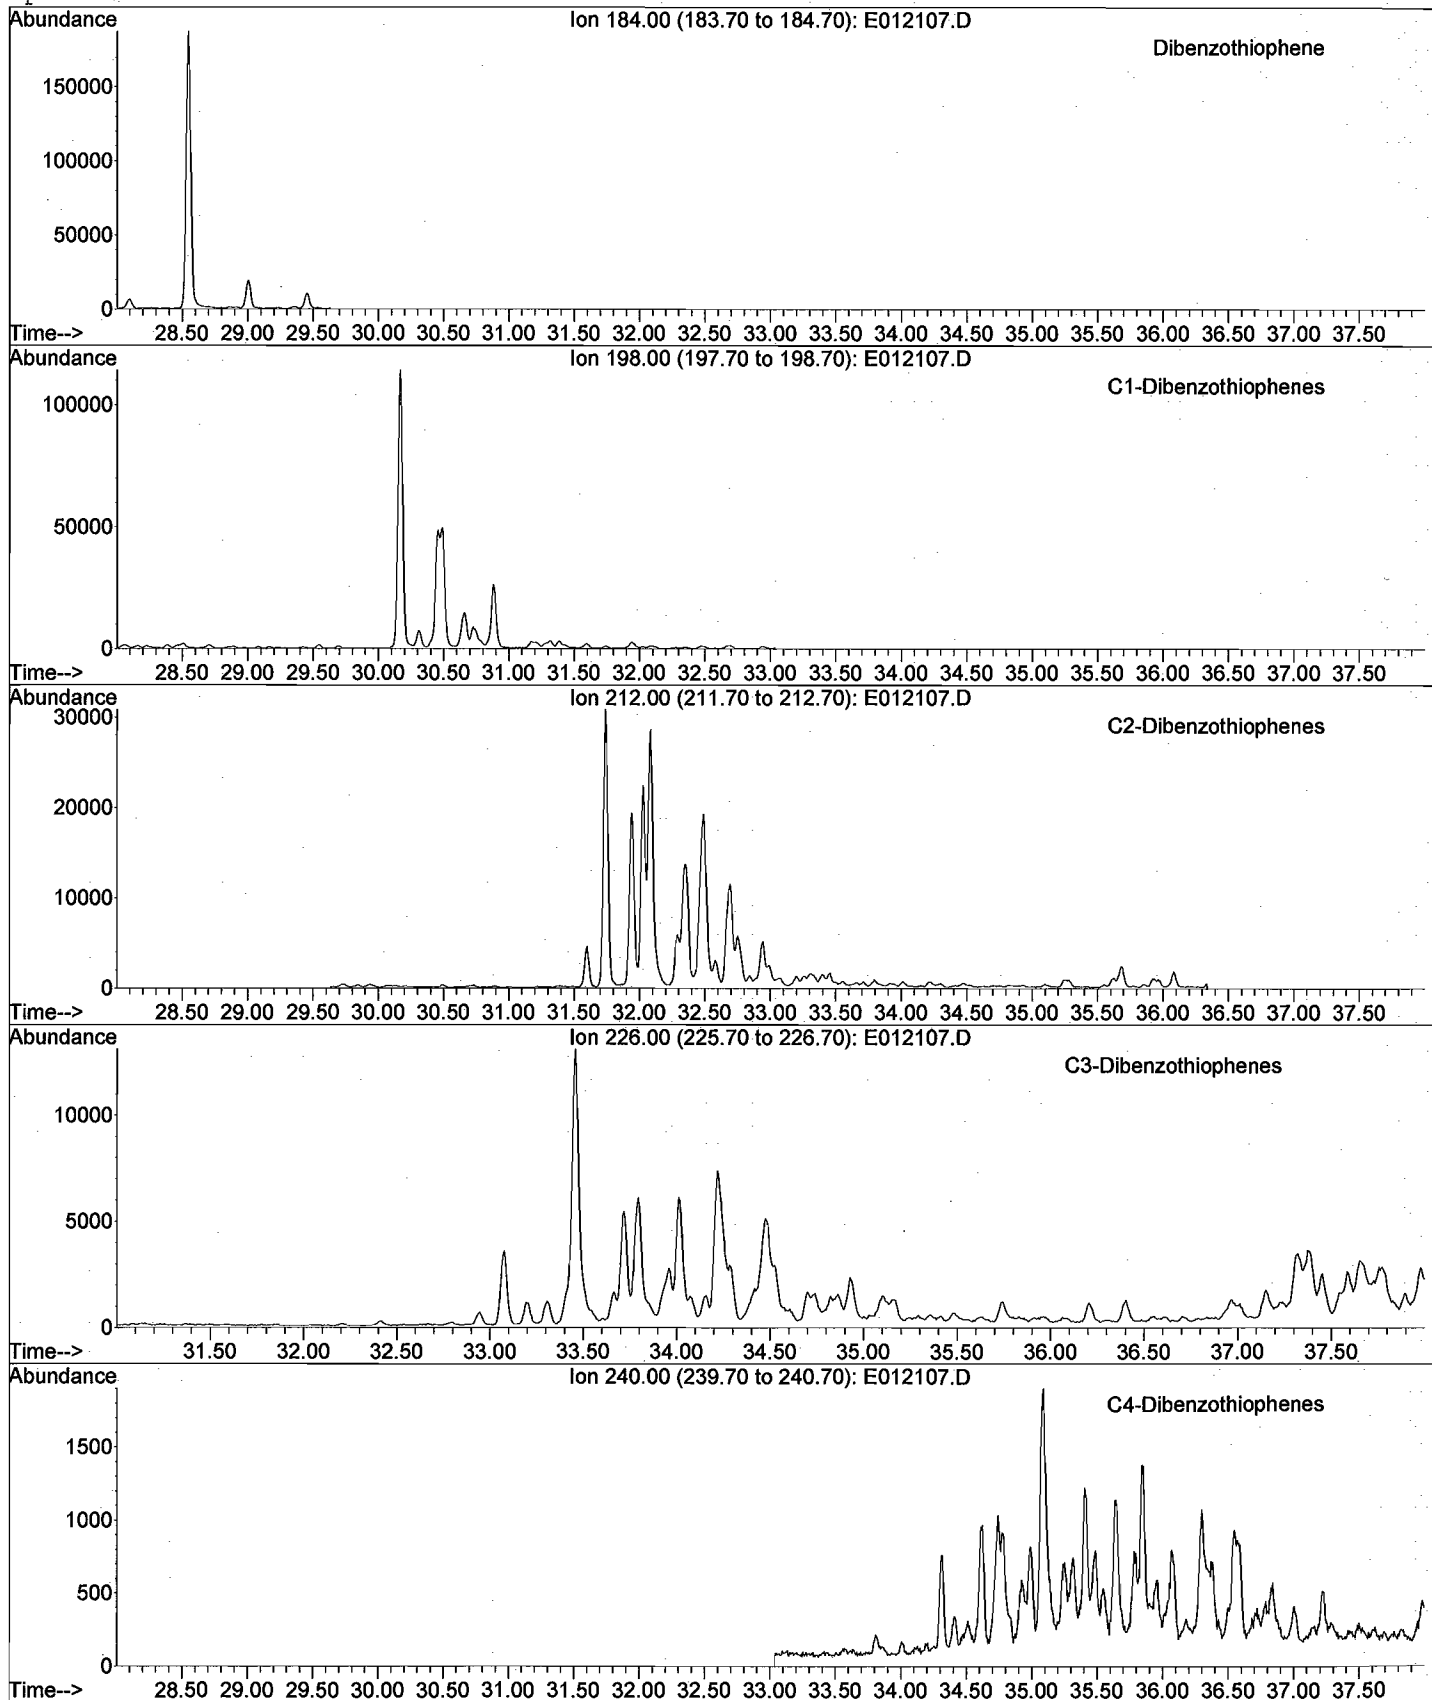 Abundance Ion 184.00 (183.70 to 184.70): E012107.D
Dibenzothiophene
150000
100000
50000
0
Time--> 28.50 29.00 29.50 30.00 30.50 31.00 31.50 32.00 32.50 33.00 33.50 34.00 34.50 35.00 35.50 36.00 36.50 37.00 37.50
Abundance Ion 198.00 (197.70 to 198.70): E012107.D
C1-Dibenzothiophenes
100000
50000
0
Time--> 28.50 29.00 29.50 30.00 30.50 31.00 31.50 32.00 32.50 33.00 33.50 34.00 34.50 35.00 35.50 36.00 36.50 37.00 37.50
Abundance Ion 212.00 (211.70 to 212.70): E012107.D
30000
C2-Dibenzothiophenes
20000
10000
0
Time--> 28.50 29.00 29.50 30.00 30.50 31.00 31.50 32.00 32.50 33.00 33.50 34.00 34.50 35.00 35.50 36.00 36.50 37.00 37.50
Abundance Ion 226.00 (225.70 to 226.70): E012107.D
C3-Dibenzothiophenes
10000
5000
0
Time--> 31.50 32.00 32.50 33.00 33.50 34.00 34.50 35.00 35.50 36.00 36.50 37.00 37.50
Abundance Ion 240.00 (239.70 to 240.70): E012107.D
C4-Dibenzothiophenes
1500
1000
500
0
Time--> 28.50 29.00 29.50 30.00 30.50 31.00 31.50 32.00 32.50 33.00 33.50 34.00 34.50 35.00 35.50 36.00 36.50 37.00 37.50